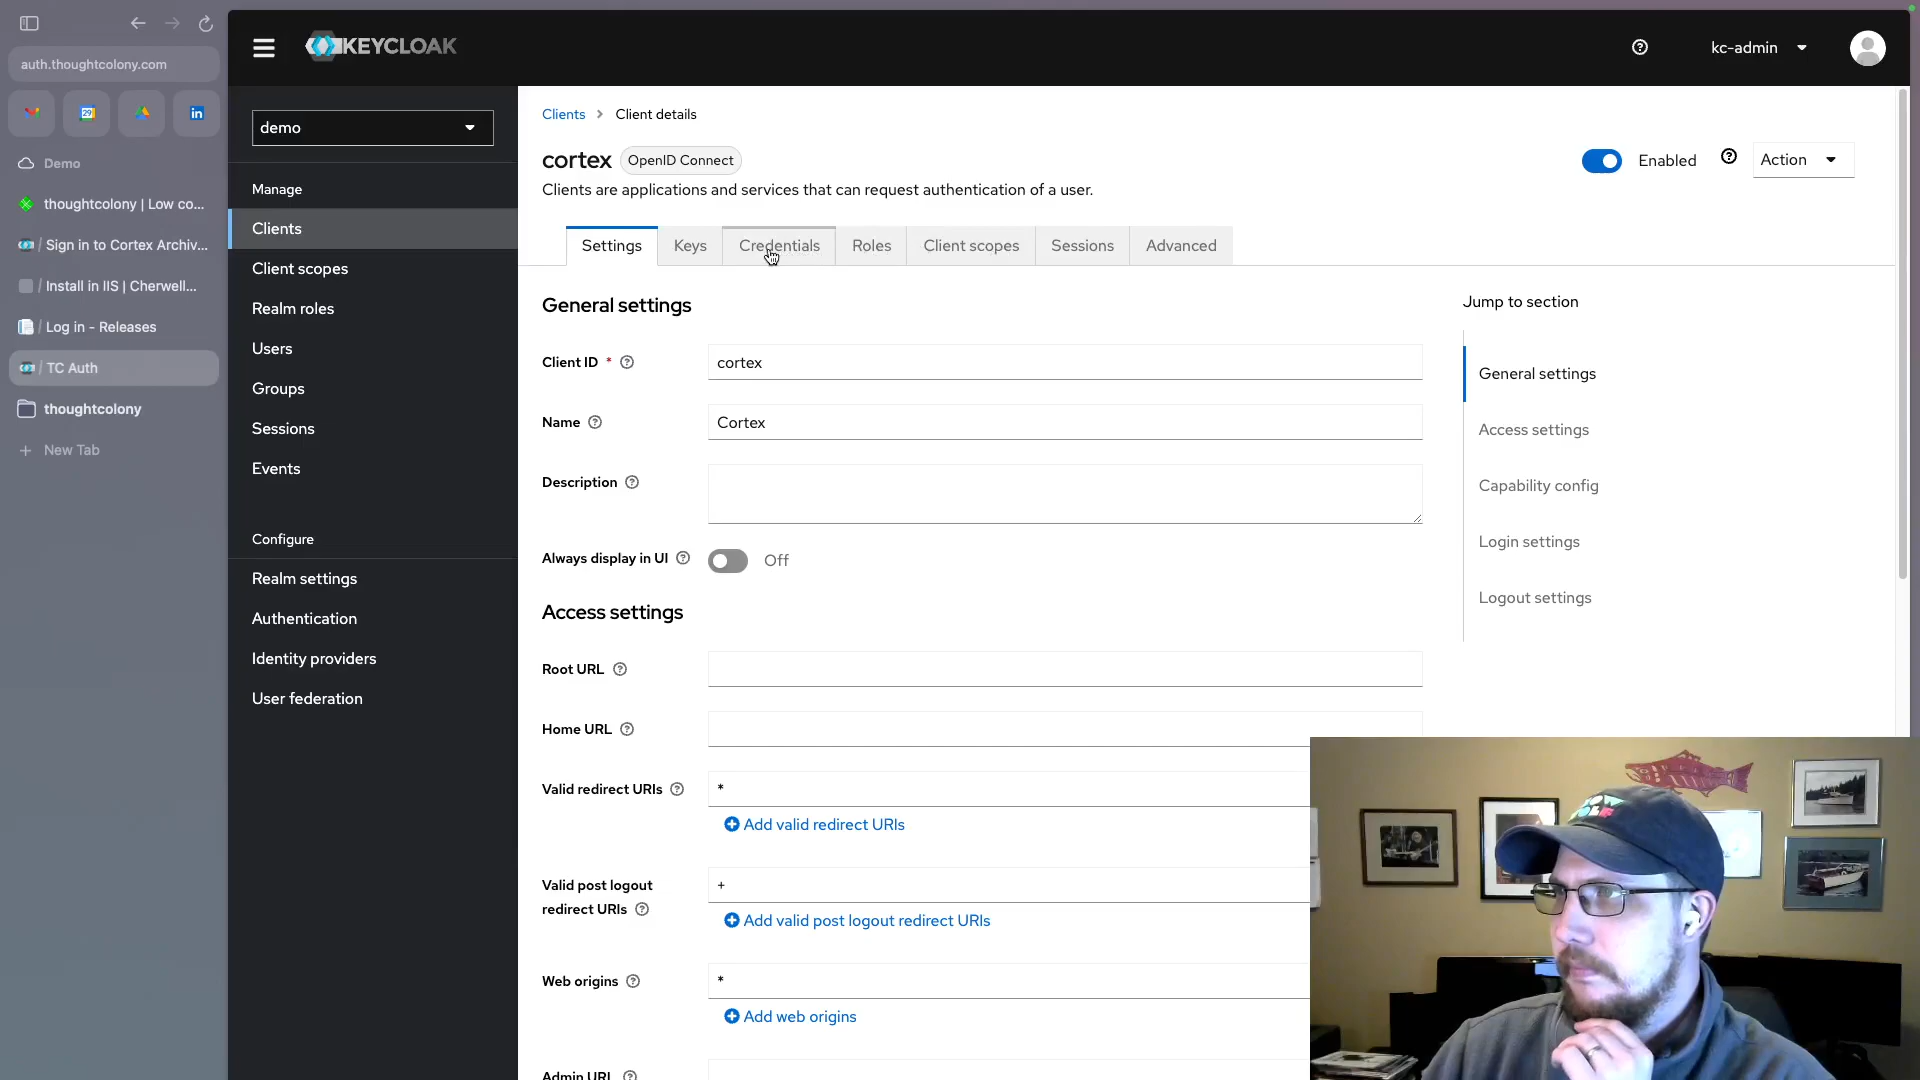 auth.thoughtcolony.com
29
Demo
thoughtcolony | Low co...
/ Sign in to Cortex Archiv...
/ Install in IIS | Cherwell...
/ Log in - Releases
/ TC Auth
thoughtcolony
+ New Tab
KEYCLOAK
kc-admin
demo
Manage
Clients
Client scopes
Realm roles
Users
Groups
Sessions
Events
Configure
Realm settings
Authentication
Identity providers
User federation
Clients > Client details
cortex OpenID Connect
Enabled
Action
Clients are applications and services that can request authentication of a user.
Settings Keys Credentials Roles Client scopes Sessions Advanced
General settings
Client ID * cortex
Name Cortex
Description
Always display in UI Off
Access settings
Root URL
Home URL
Valid redirect URIs *
Add valid redirect URIs
Valid post logout redirect URIs +
Add valid post logout redirect URIs
Web origins *
Add web origins
Admin URL
Jump to section
General settings
Access settings
Capability config
Login settings
Logout settings